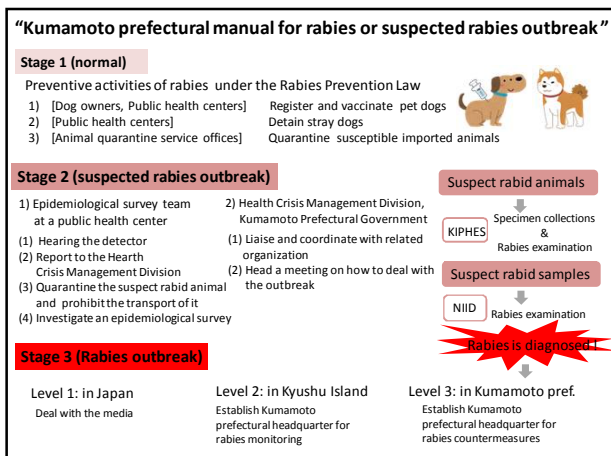 “Kumamoto prefectural manual for rabies or suspected rabies outbreak”
Stage 1 (normal)
Preventive activities of rabies under the Rabies Prevention Law
1) [Dog owners, Public health centers] Register and vaccinate pet dogs
2) [Public health centers] Detain stray dogs
3) [Animal quarantine service offices] Quarantine susceptible imported animals
Stage 2 (suspected rabies outbreak)
1) Epidemiological survey team
at a public health center
(1) Hearing the detector
(2) Report to the Hearth
Crisis Management Division
(3) Quarantine the suspect rabid animal
and prohibit the transport of it
(4) Investigate an epidemiological survey
2) Health Crisis Management Division,
Kumamoto Prefectural Government
(1) Liaise and coordinate with related
organization
(2) Head a meeting on how to deal with
the outbreak
Suspect rabid animals
KIPHES
Specimen collections
&
Rabies examination
Suspect rabid samples
NIID
Rabies examination
Rabies is diagnosed !
Stage 3 (Rabies outbreak)
Level 1: in Japan
Deal with the media
Level 2: in Kyushu Island
Establish Kumamoto
prefectural headquarter for
rabies monitoring
Level 3: in Kumamoto pref.
Establish Kumamoto
prefectural headquarter for
rabies countermeasures